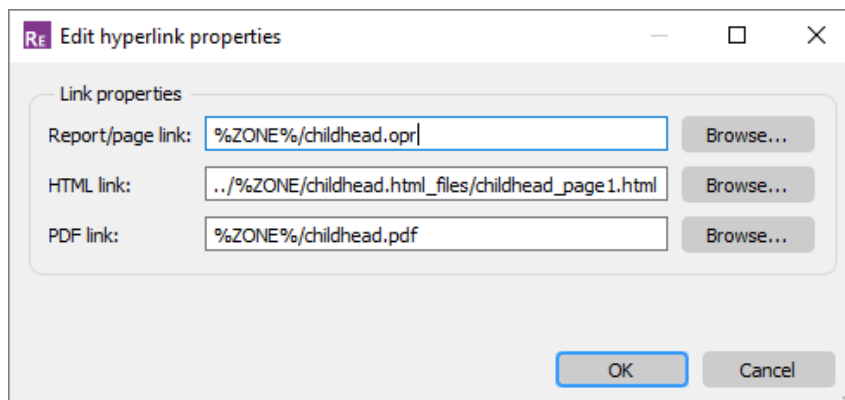 RE Edit hyperlink properties
Link properties
Report/page link: %ZONE%/childhead.opr Browse...
HTML link: ../%ZONE/childhead.html_files/childhead_page1.html Browse...
PDF link: %ZONE%/childhead.pdf Browse...
OK Cancel